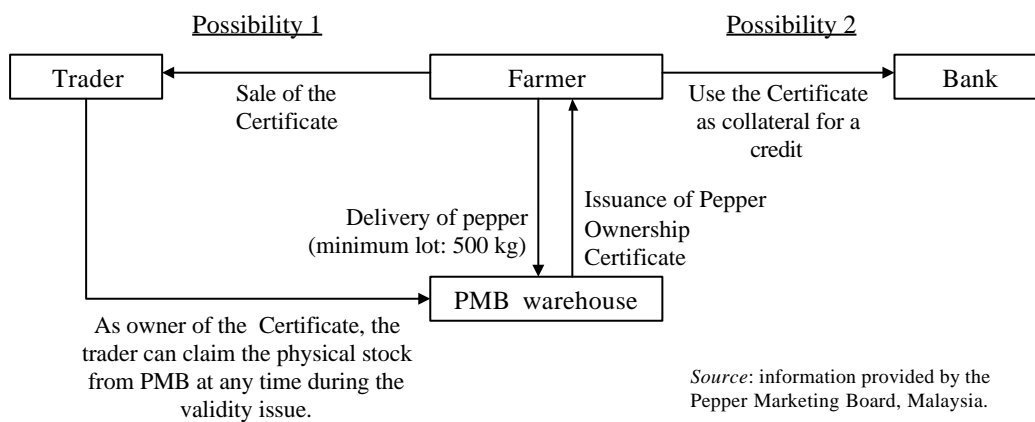 Possibility 1
Possibility 2
Trader
Farmer
Bank
Sale of the
Certificate
Use the Certificate
as collateral for a
credit
Delivery of pepper
(minimum lot: 500 kg)
Issuance of Pepper
Ownership
Certificate
PMB warehouse
As owner of the Certificate, the
trader can claim the physical stock
from PMB at any time during the
validity issue.
Source: information provided by the
Pepper Marketing Board, Malaysia.